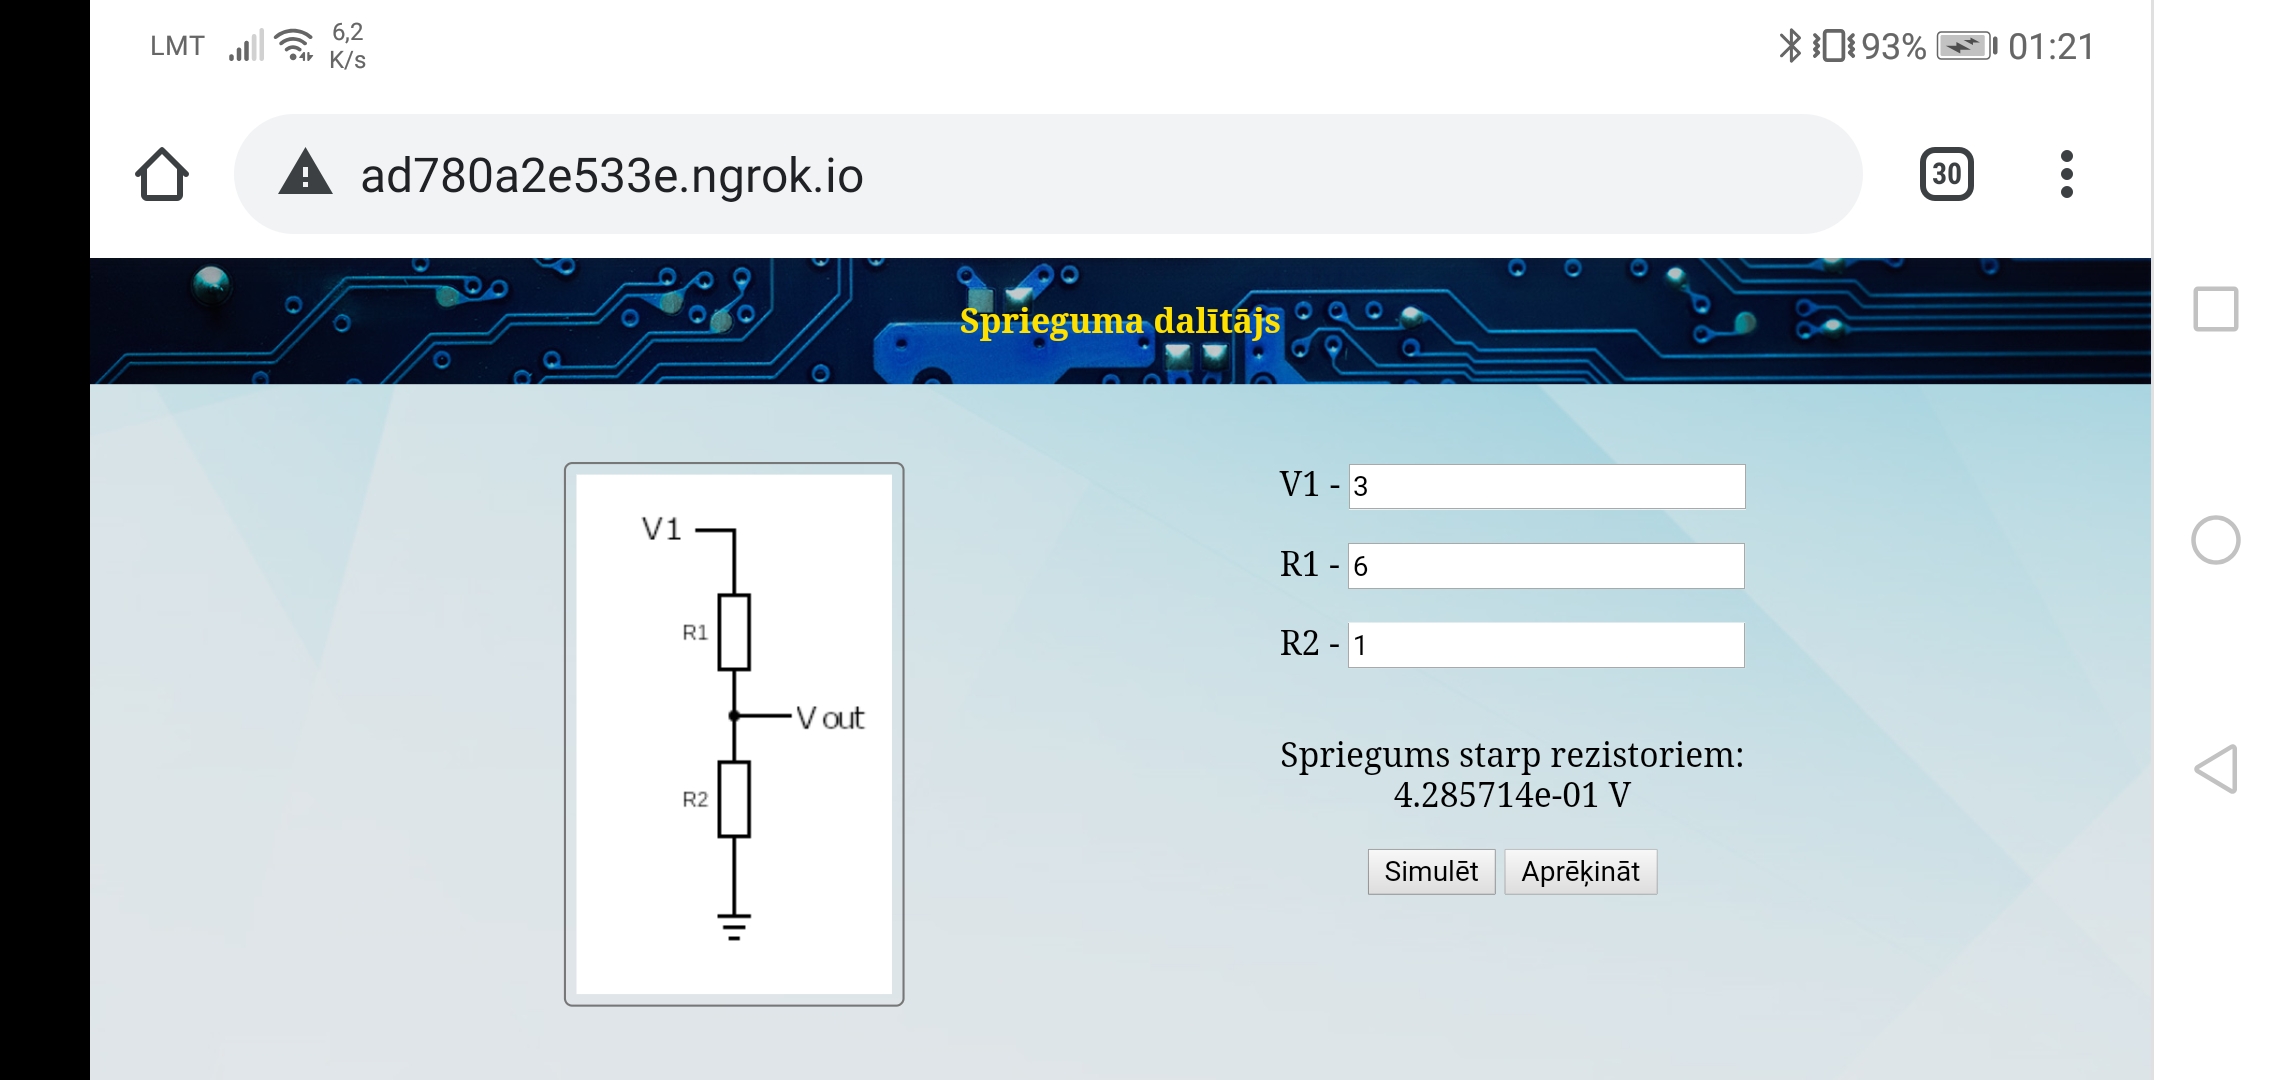 LMT 6,2 K/s 93% 01:21
ad780a2e533e.ngrok.io 30
Sprieguma dalītājs
V1
R1
V out
R2
V1 - 3
R1 - 6
R2 - 1
Spriegums starp rezistoriem:
4.285714e-01 V
Simulēt Aprēķināt